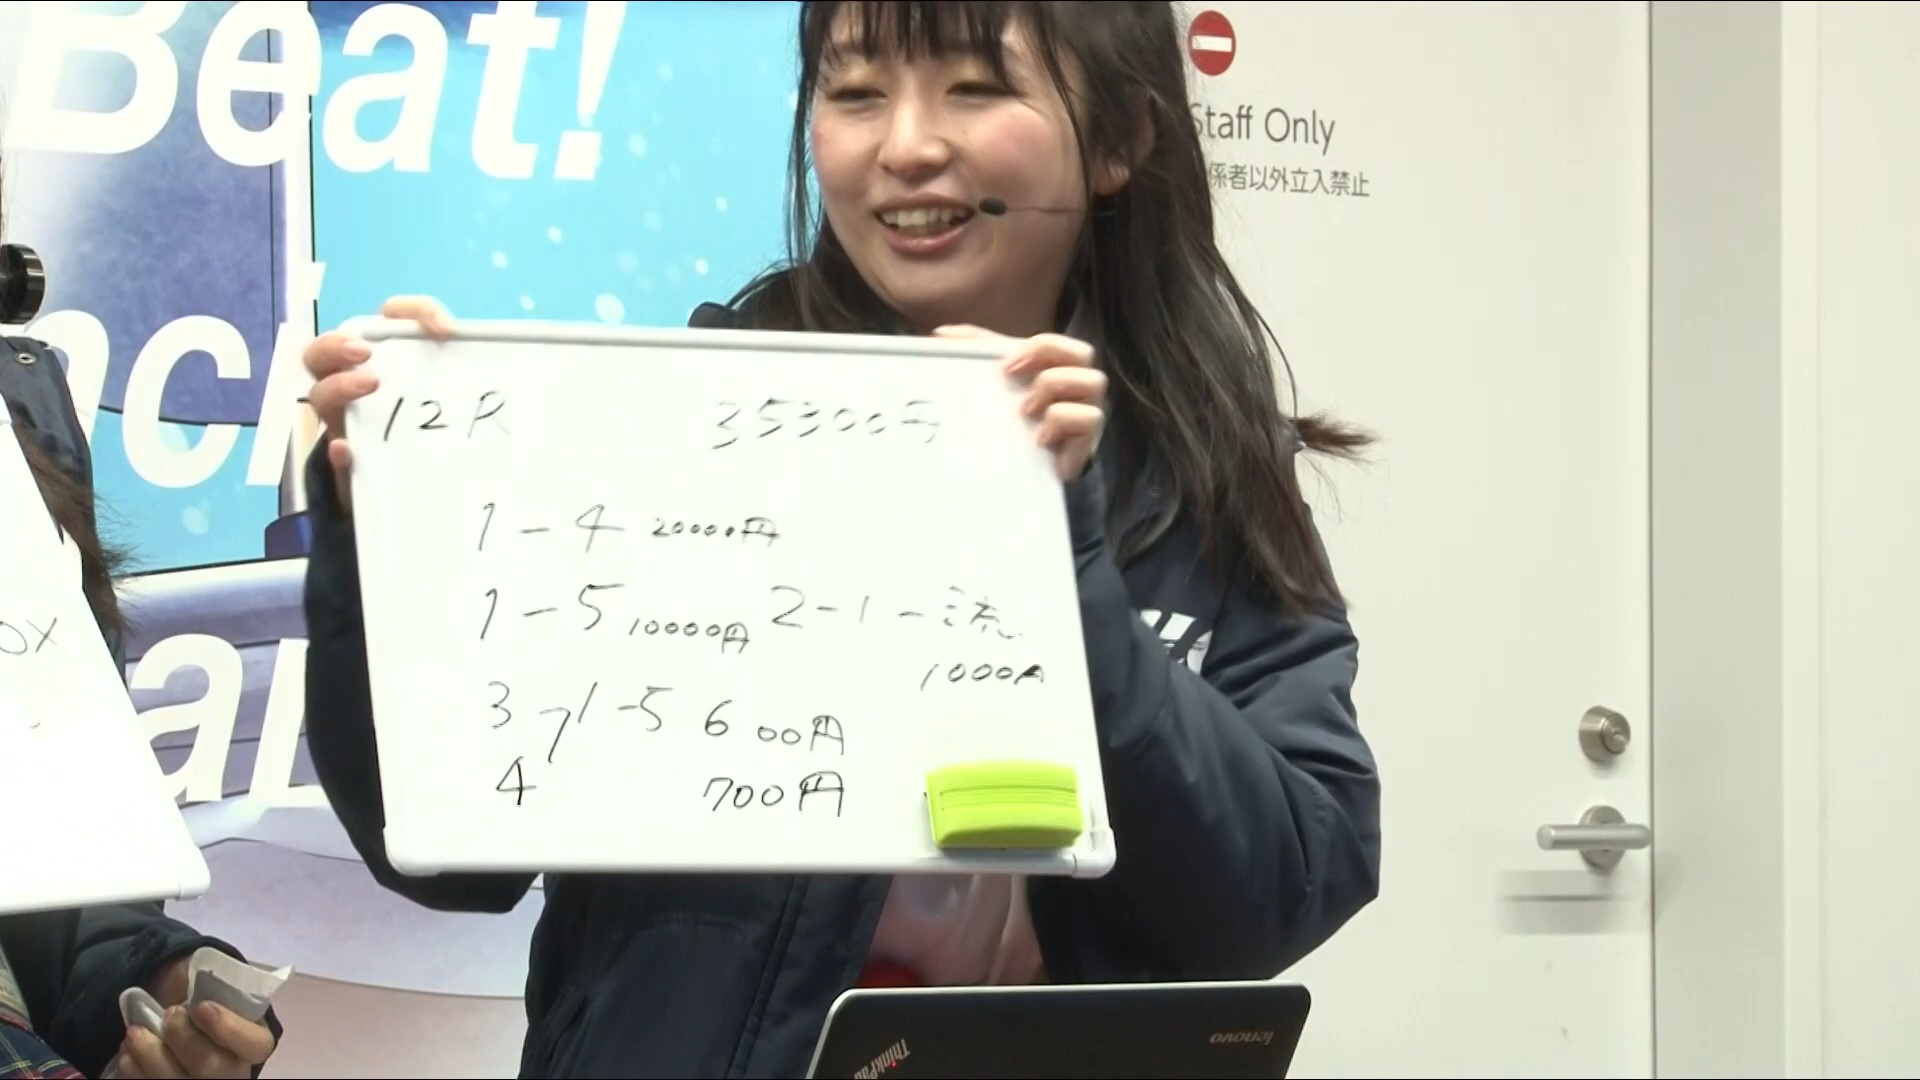 Beat!
Staff Only
係者以外立入禁止
12R 35300円
1-4 20000円
1-5 10000円 2-1-流
1000円
3 1-5 600円
4 700円
OX
ThinkPad
lenovo